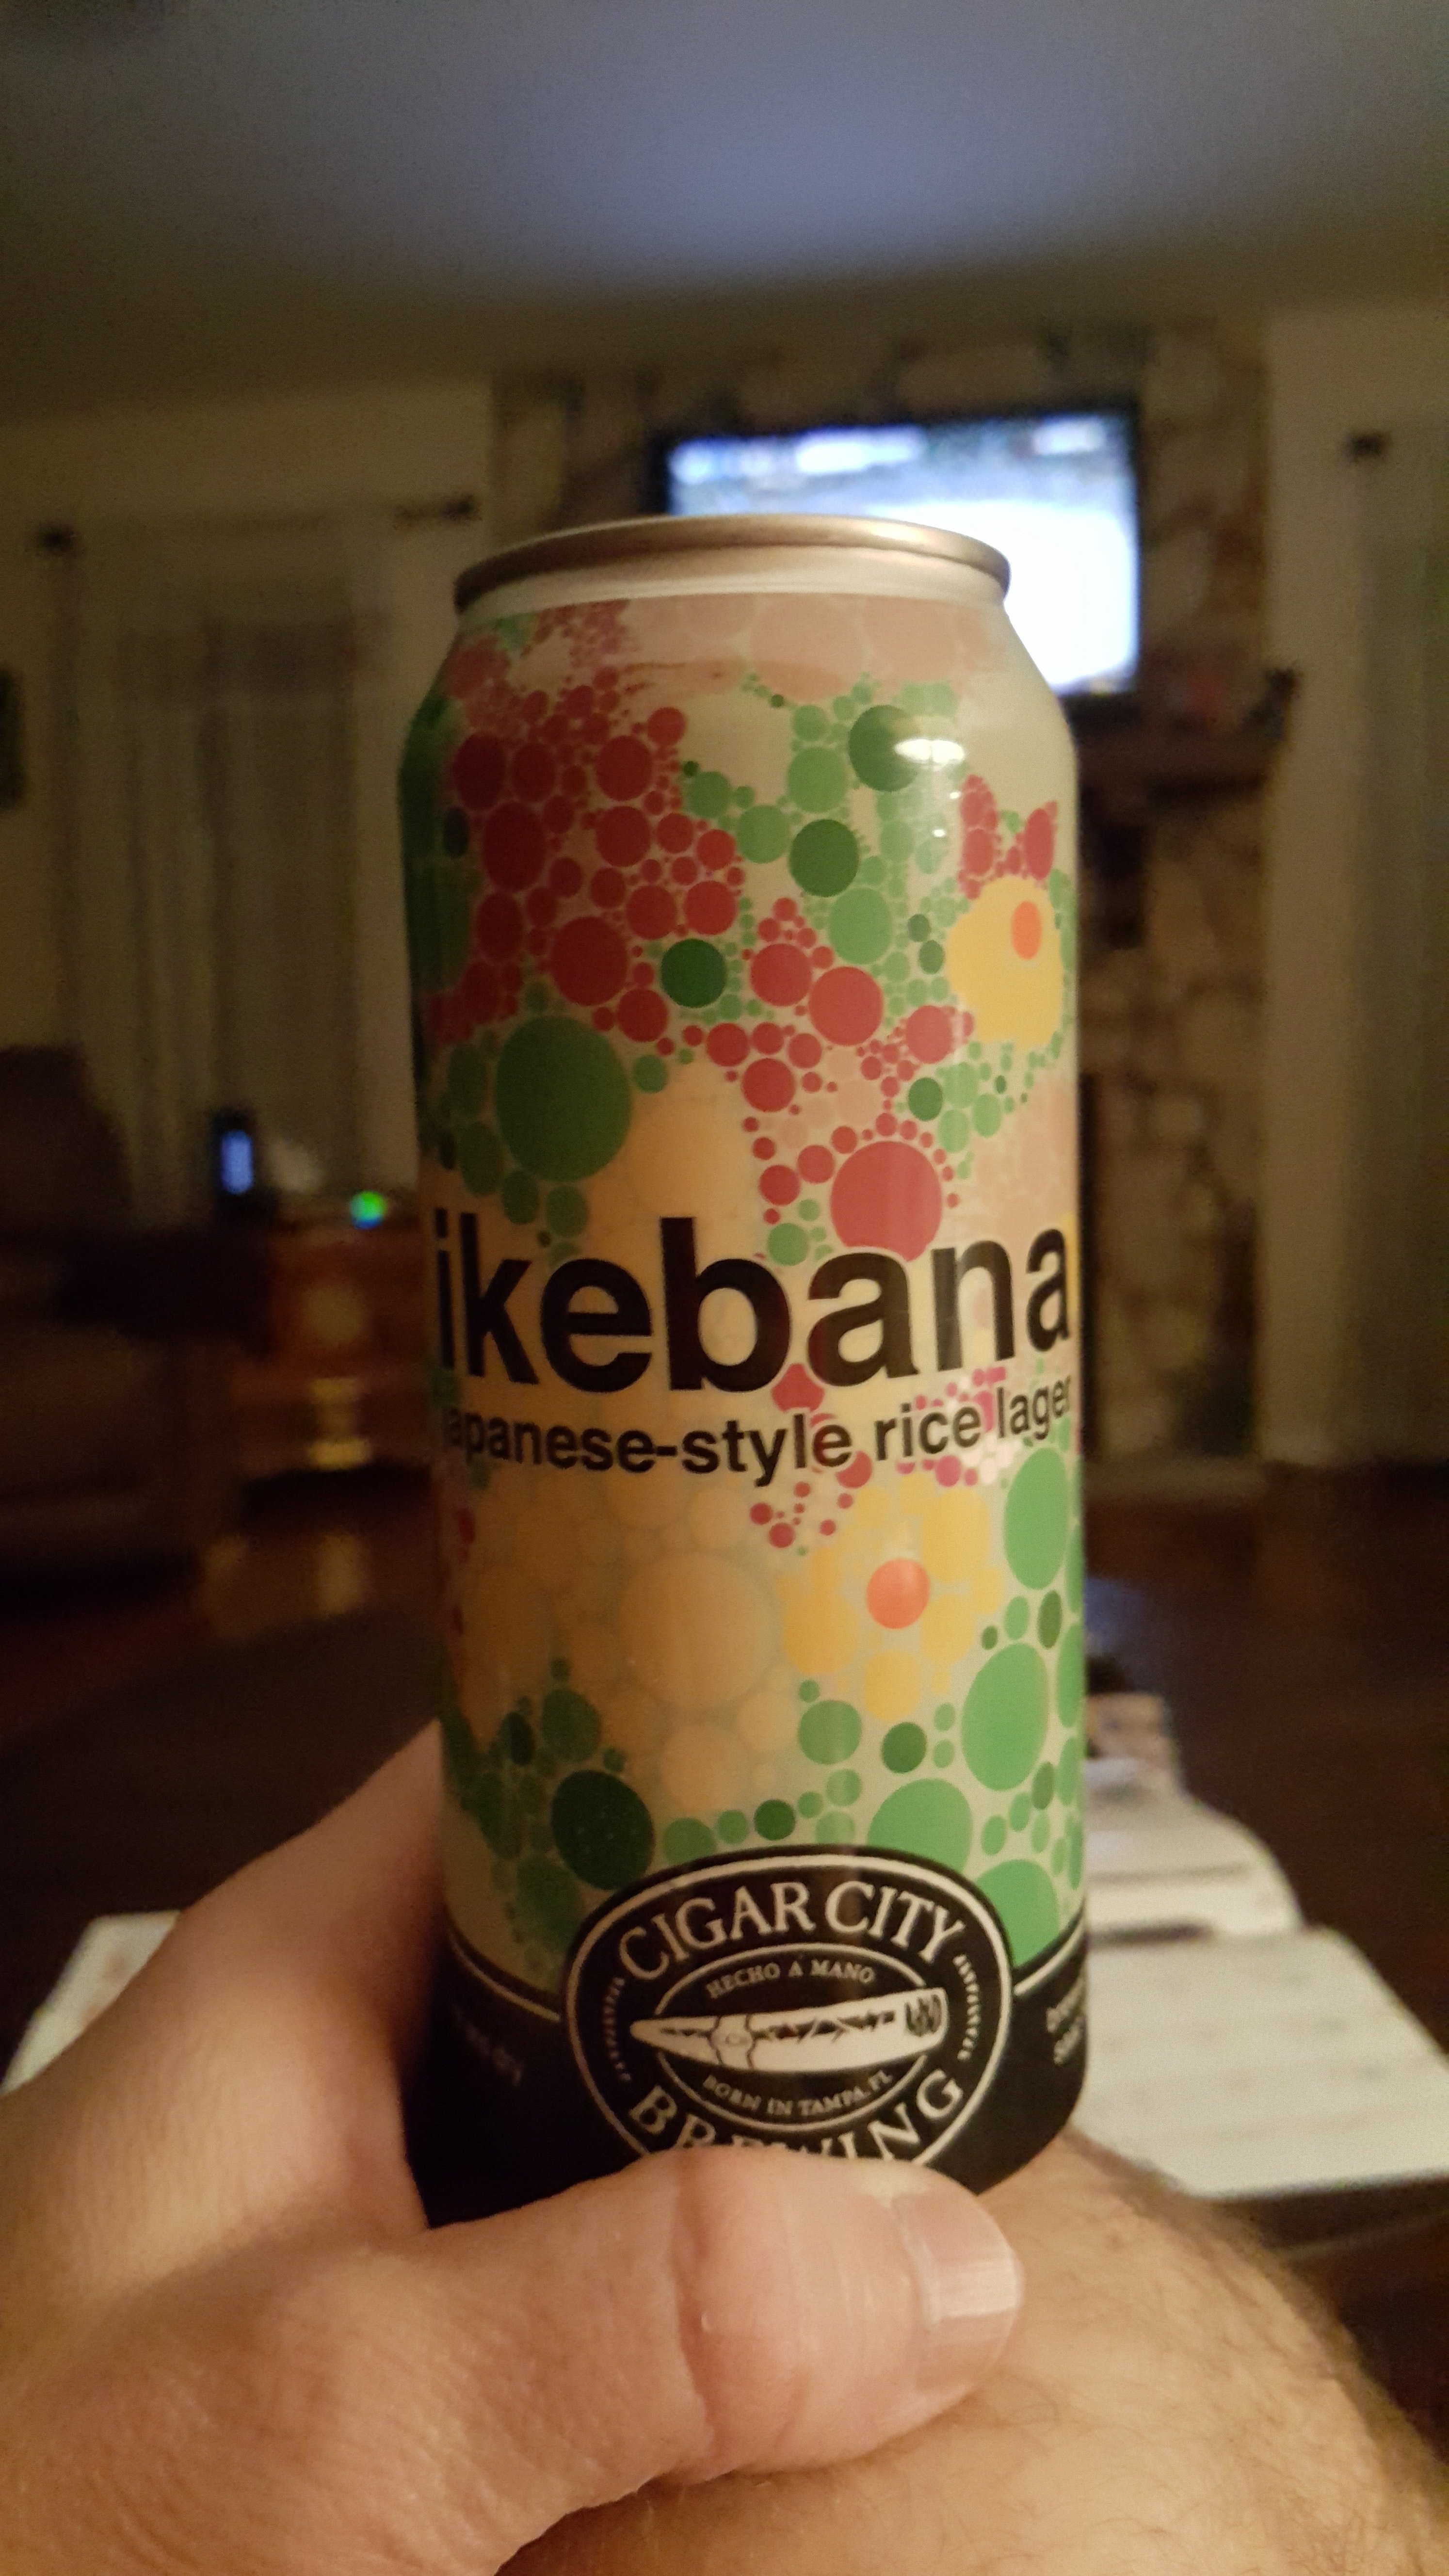 ikebana
japanese-style rice lager
CIGAR CITY
HECHO A MANO
BORN IN TAMPA, FL
BREWING